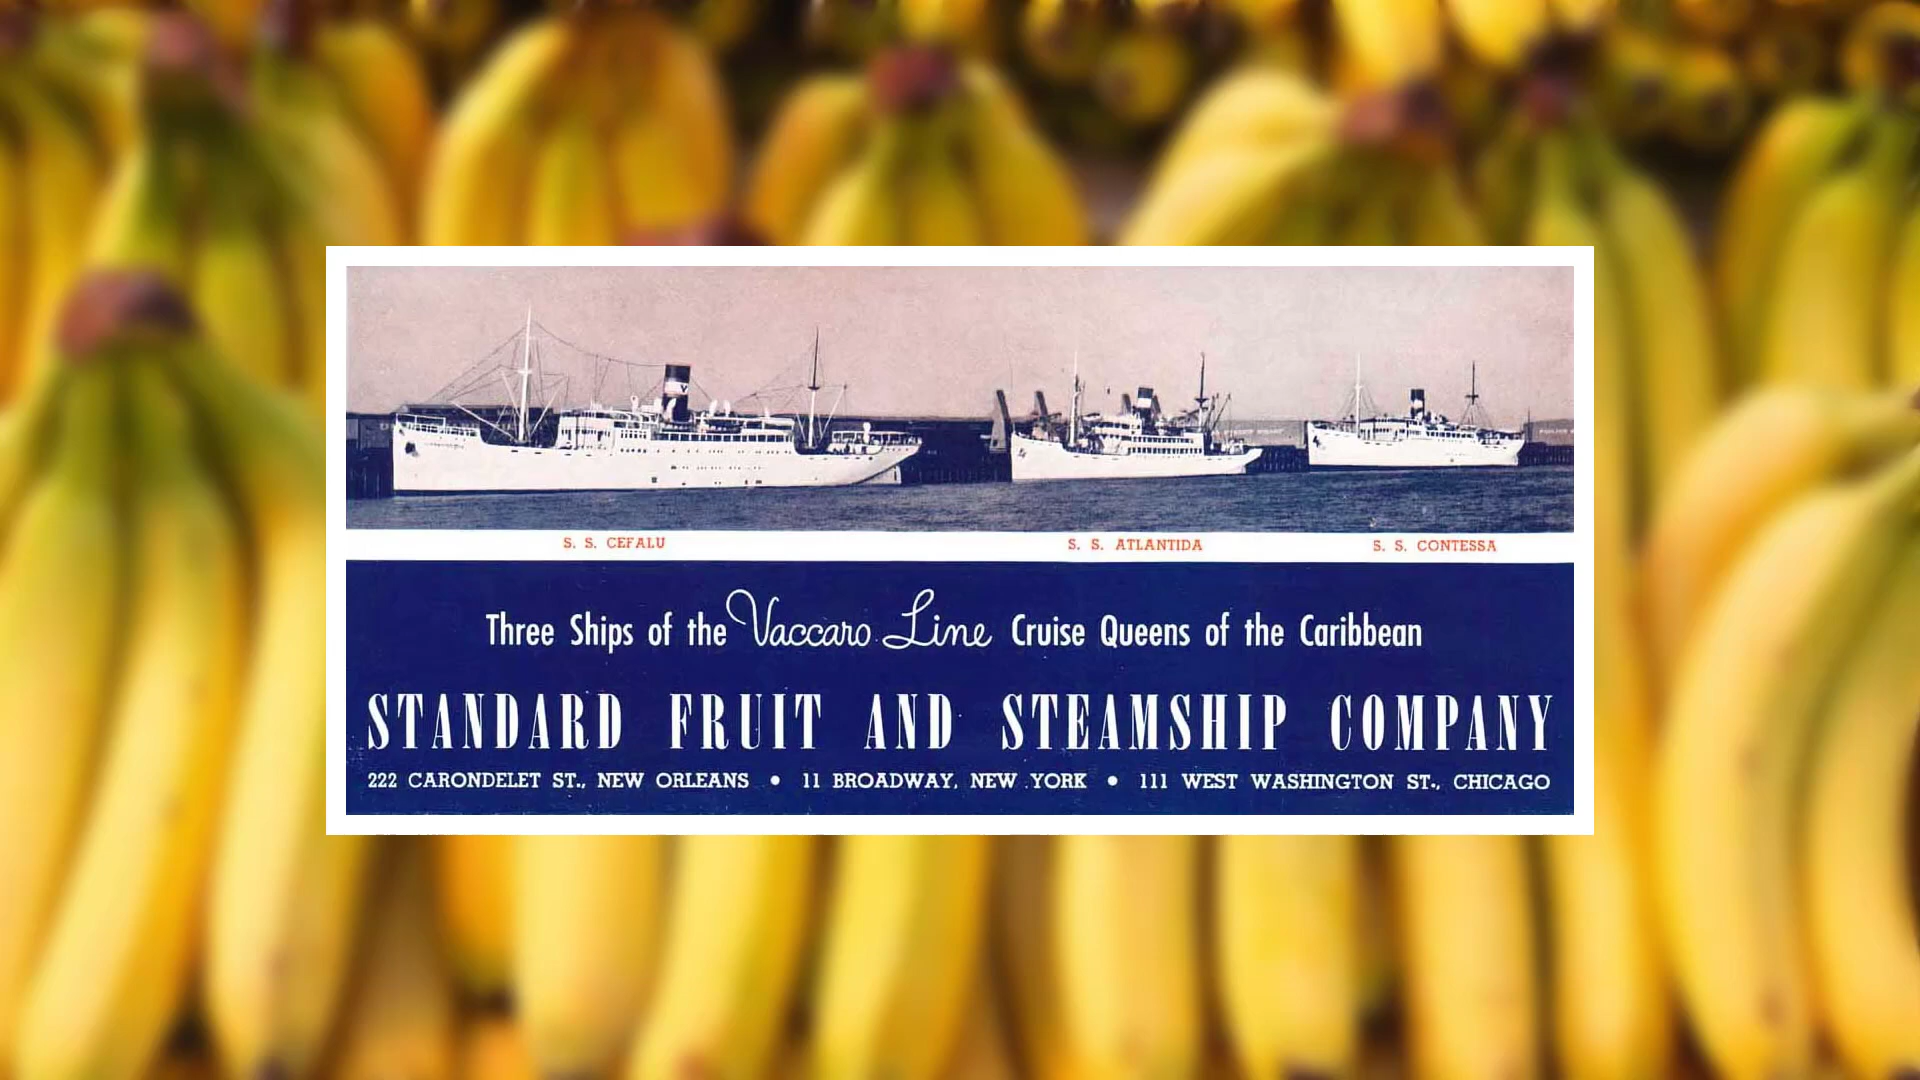 V
S. S. CEFALU
S. S. ATLANTIDA
S. S. CONTESSA
Three Ships of the Vaccaro Line Cruise Queens of the Caribbean
STANDARD FRUIT AND STEAMSHIP COMPANY
222 CARONDELET ST., NEW ORLEANS • 11 BROADWAY, NEW YORK • 111 WEST WASHINGTON ST., CHICAGO